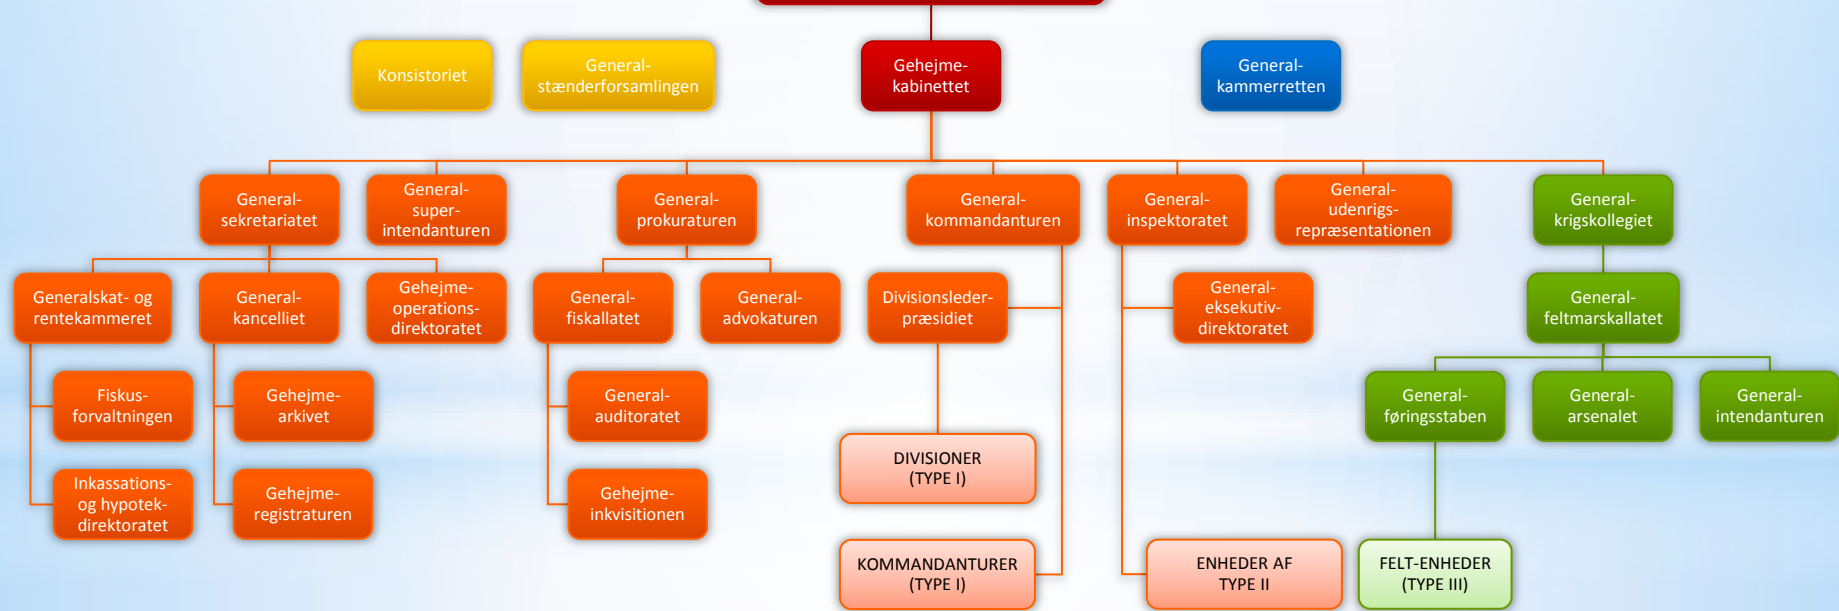 Konsistoriet
General-
stænderforsamlingen
Gehejme-
kabinettet
General-
kammerretten
General-
sekretariatet
General-
super-
intendanturen
General-
prokuraturen
General-
kommandanturen
General-
inspektoratet
General-
udenrigs-
repræsentationen
General-
krigskollegiet
Generalskat- og
rentekammeret
General-
kancelliet
Gehejme-
operations-
direktoratet
General-
fiskallatet
General-
advokaturen
Divisionsleder-
præsidiet
General-
eksekutiv-
direktoratet
General-
feltmarskallatet
Fiskus-
forvaltningen
Gehejme-
arkivet
General-
auditoratet
General-
føringsstaben
General-
arsenalet
General-
intendanturen
DIVISIONER
(TYPE I)
Inkassations-
og hypotek-
direktoratet
Gehejme-
registraturen
Gehejme-
inkvisitionen
KOMMANDANTURER
(TYPE I)
ENHEDER AF
TYPE II
FELT-ENHEDER
(TYPE III)